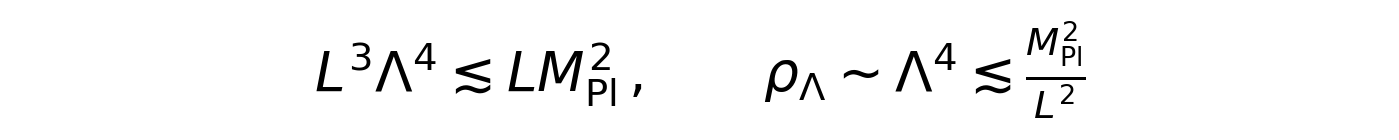 L³Λ⁴ ≲ LM²_Pl , ρ_Λ ∼ Λ⁴ ≲ M²_Pl / L²